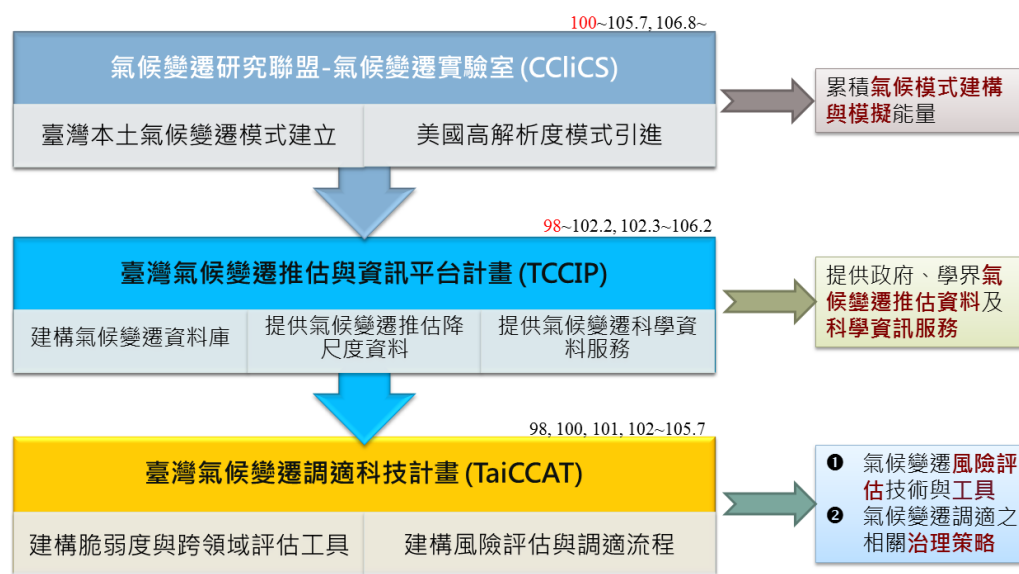 100~105.7, 106.8~
氣候變遷研究聯盟-氣候變遷實驗室 (CCliCS)
臺灣本土氣候變遷模式建立
美國高解析度模式引進
累積氣候模式建構
與模擬能量
98~102.2, 102.3~106.2
臺灣氣候變遷推估與資訊平台計畫 (TCCIP)
建構氣候變遷資料庫
提供氣候變遷推估降
尺度資料
提供氣候變遷科學資
料服務
提供政府、學界氣
候變遷推估資料及
科學資訊服務
98, 100, 101, 102~105.7
臺灣氣候變遷調適科技計畫 (TaiCCAT)
建構脆弱度與跨領域評估工具
建構風險評估與調適流程
❶ 氣候變遷風險評
估技術與工具
❷ 氣候變遷調適之
相關治理策略